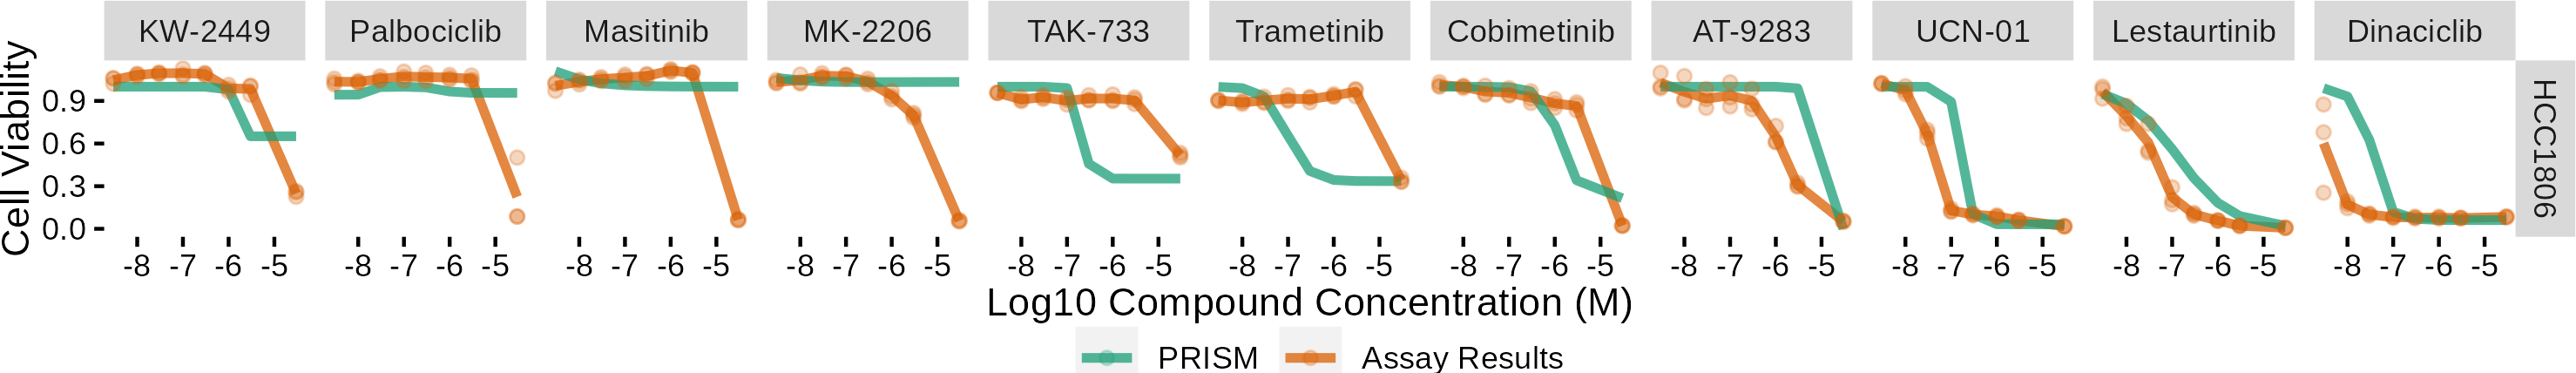 KW-2449 Palbociclib Masitinib MK-2206 TAK-733 Trametinib Cobimetinib AT-9283 UCN-01 Lestaurtinib Dinaciclib
Cell Viability
0.9
0.6
0.3
0.0
HCC1806
-8 -7 -6 -5 -8 -7 -6 -5 -8 -7 -6 -5 -8 -7 -6 -5 -8 -7 -6 -5 -8 -7 -6 -5 -8 -7 -6 -5 -8 -7 -6 -5 -8 -7 -6 -5 -8 -7 -6 -5 -8 -7 -6 -5
Log10 Compound Concentration (M)
PRISM Assay Results